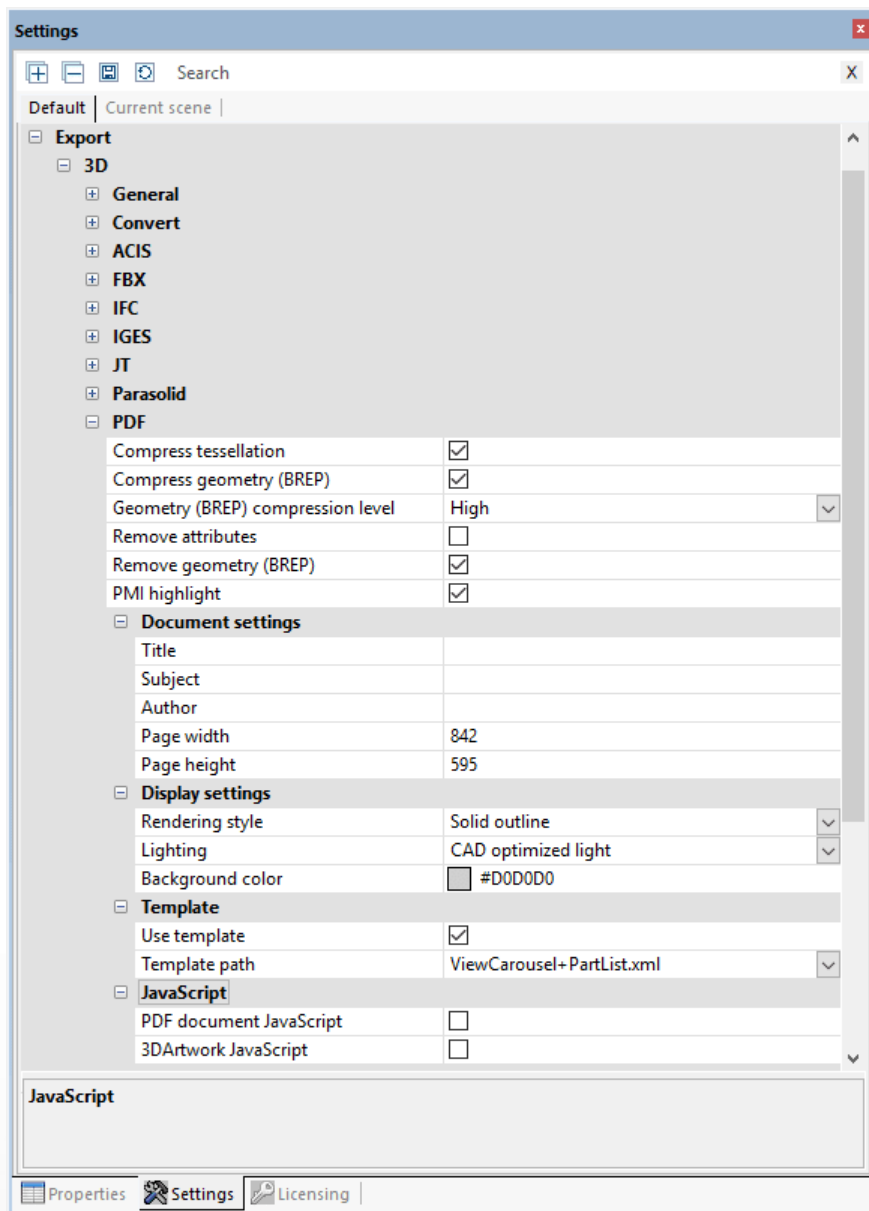 Settings
Search X
Default Current scene
Export
3D
General
Convert
ACIS
FBX
IFC
IGES
JT
Parasolid
PDF
Compress tessellation
Compress geometry (BREP)
Geometry (BREP) compression level High
Remove attributes
Remove geometry (BREP)
PMI highlight
Document settings
Title
Subject
Author
Page width 842
Page height 595
Display settings
Rendering style Solid outline
Lighting CAD optimized light
Background color #D0D0D0
Template
Use template
Template path ViewCarousel+PartList.xml
JavaScript
PDF document JavaScript
3DArtwork JavaScript
JavaScript
Properties Settings Licensing